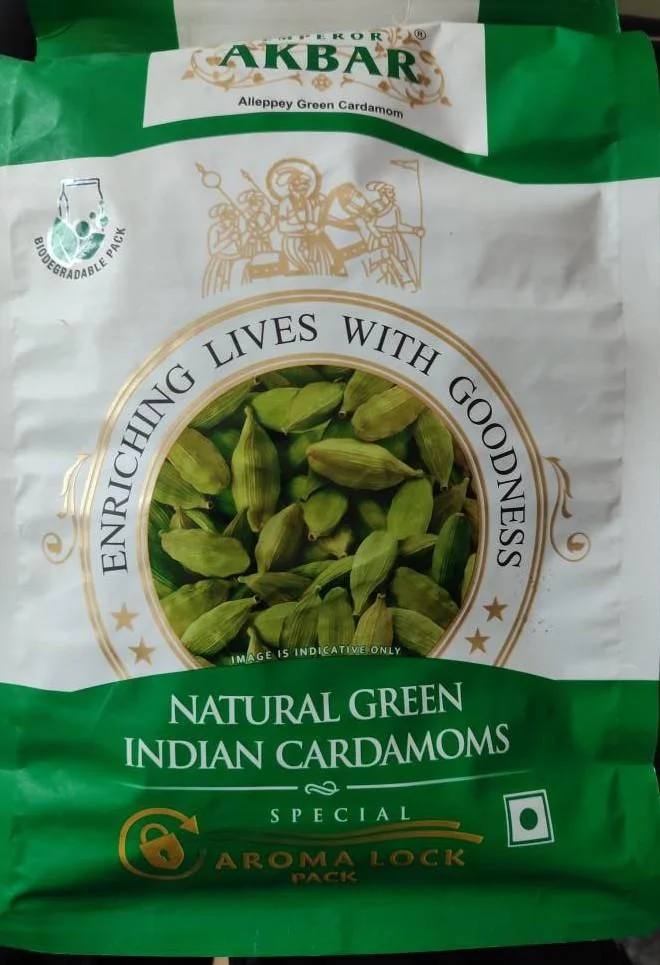 EMPEROR ®
AKBAR
Alleppey Green Cardamom
BIODEGRADABLE PACK
ENRICHING LIVES WITH GOODNESS
IMAGE IS INDICATIVE ONLY
NATURAL GREEN
INDIAN CARDAMOMS
SPECIAL
AROMA LOCK
PACK